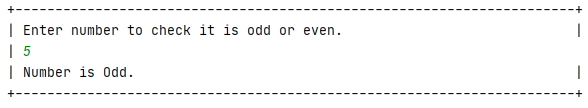 +----------------------------------------------------------------------+
| Enter number to check it is odd or even. |
| 5
| Number is Odd. |
+----------------------------------------------------------------------+